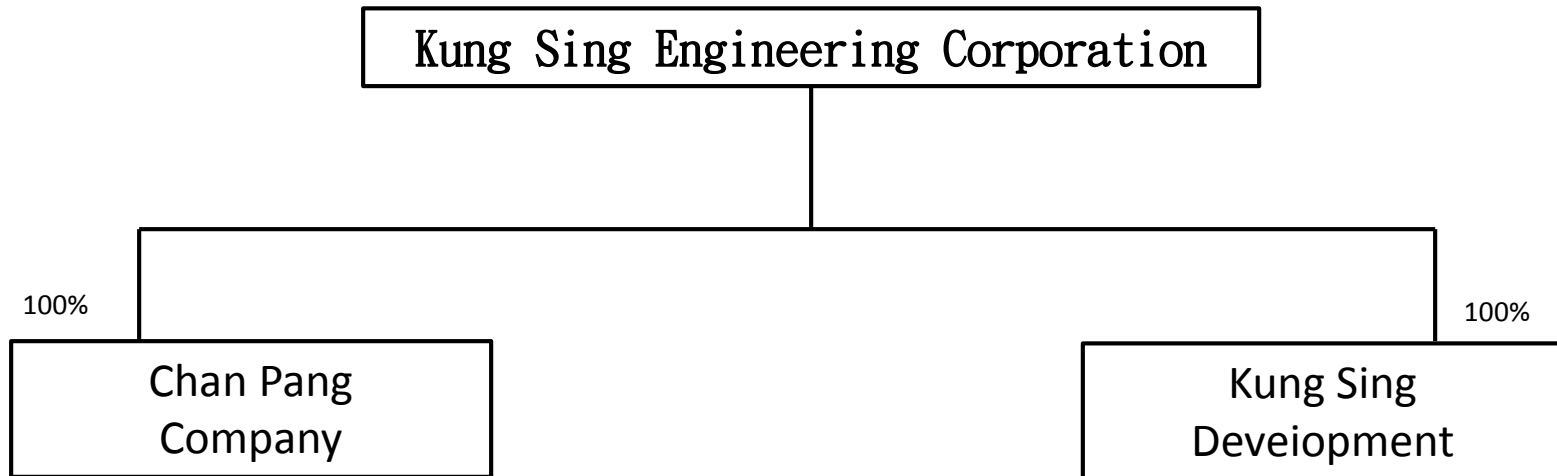 Kung Sing Engineering Corporation
100%
100%
Chan Pang
Company
Kung Sing
Deveiopment